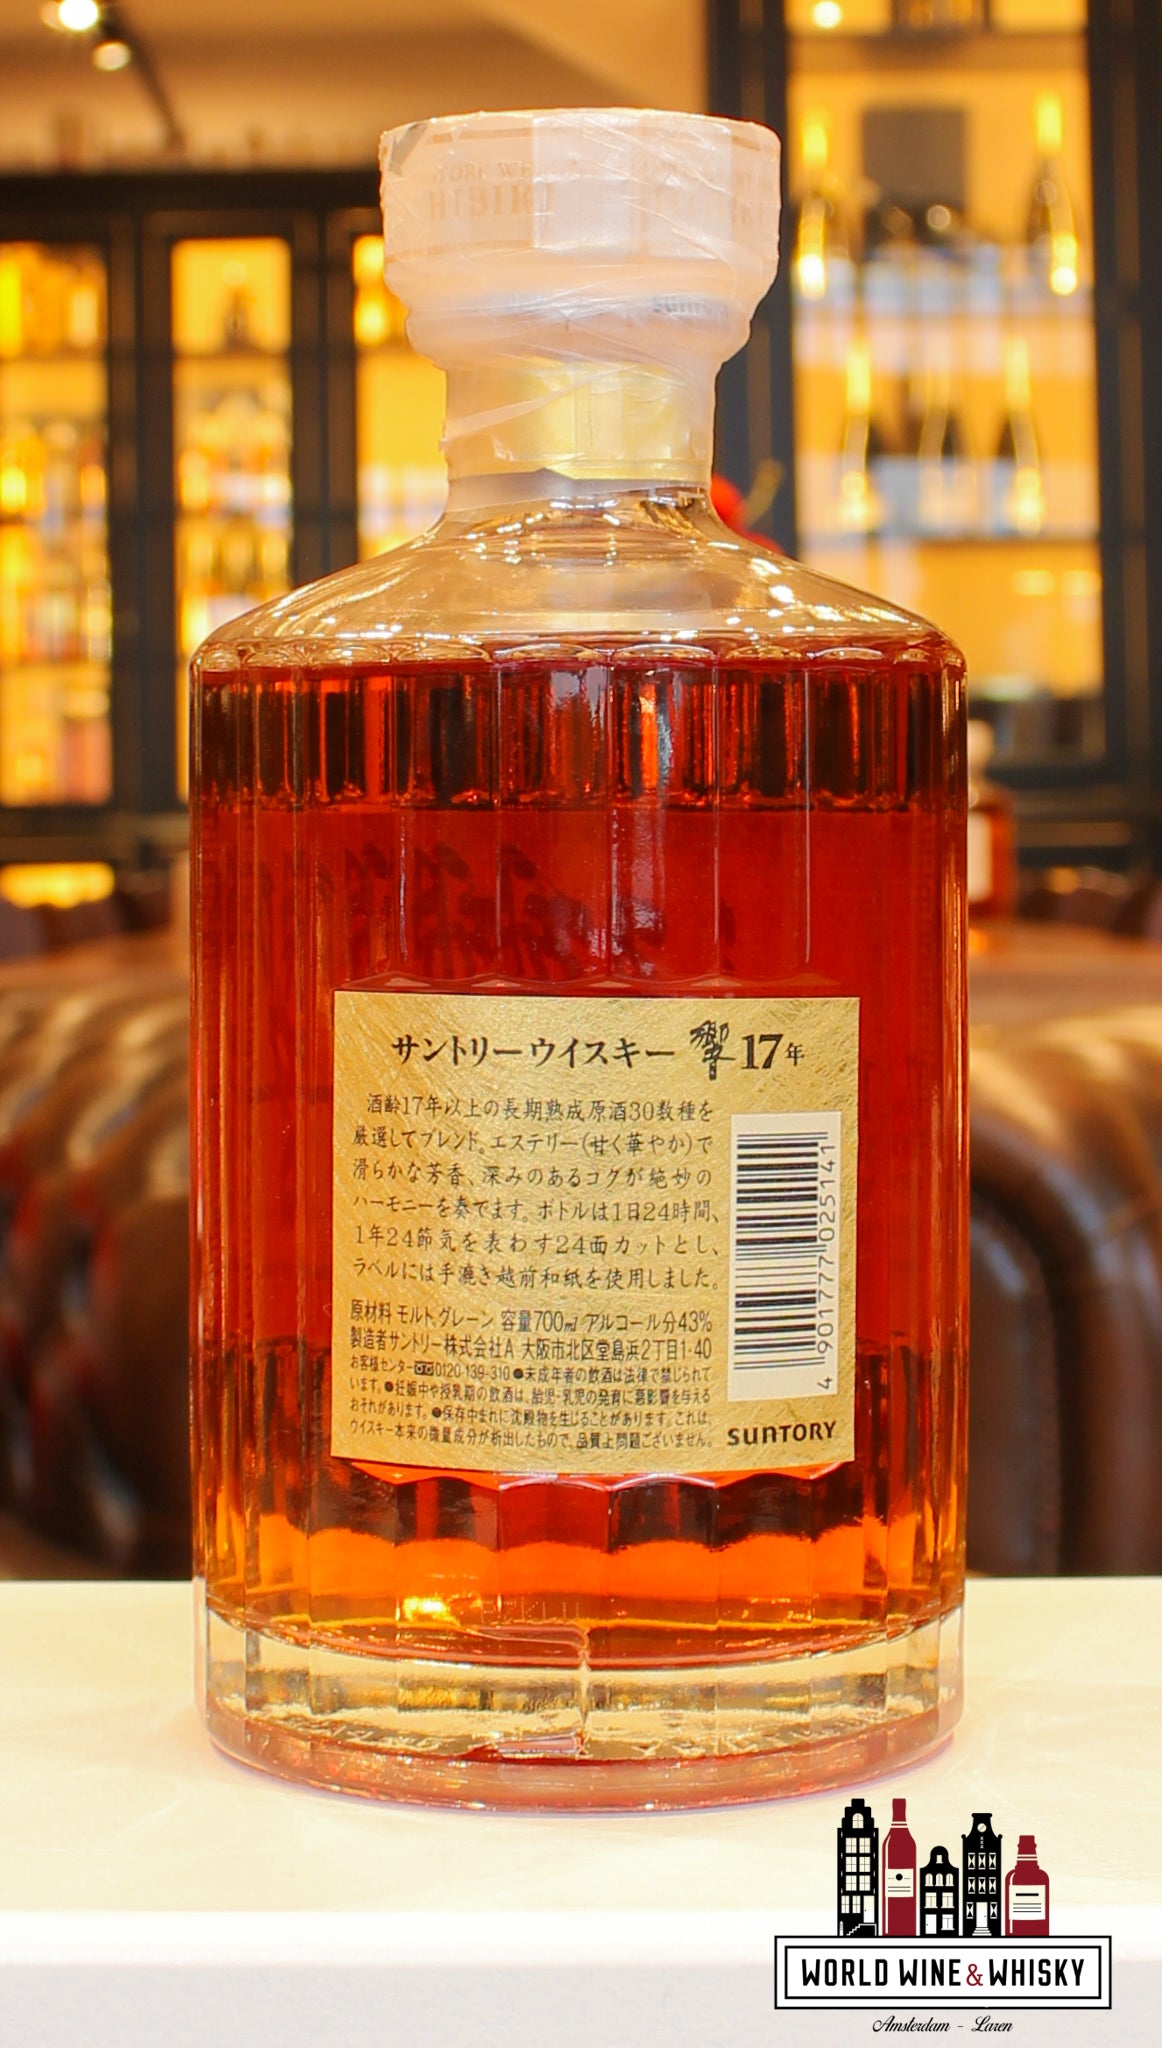 HIBIKI
サントリーウイスキー 響 17年
酒齢17年以上の長期熟成原酒30数種を
厳選してブレンド。エステリー(甘く華やか)で
滑らかな芳香、深みのあるコクが絶妙の
ハーモニーを奏でます。ボトルは1日24時間、
1年24節気を表わす24面カットとし、
ラベルには手漉き越前和紙を使用しました。
原材料 モルト、グレーン 容量700㎖ アルコール分43%
製造者サントリー株式会社A 大阪市北区堂島浜2丁目1-40
お客様センター 0120-139-310 ●未成年者の飲酒は法律で禁じられて
います。●妊娠中や授乳期の飲酒は、胎児・乳児の発育に悪影響を与える
おそれがあります。●保存中まれに沈殿物を生じることがあります。これは、
ウイスキー本来の微量成分が析出したもので、品質上問題ございません。
4 901777 025141
SUNTORY
WORLD WINE & WHISKY
Amsterdam - Laren